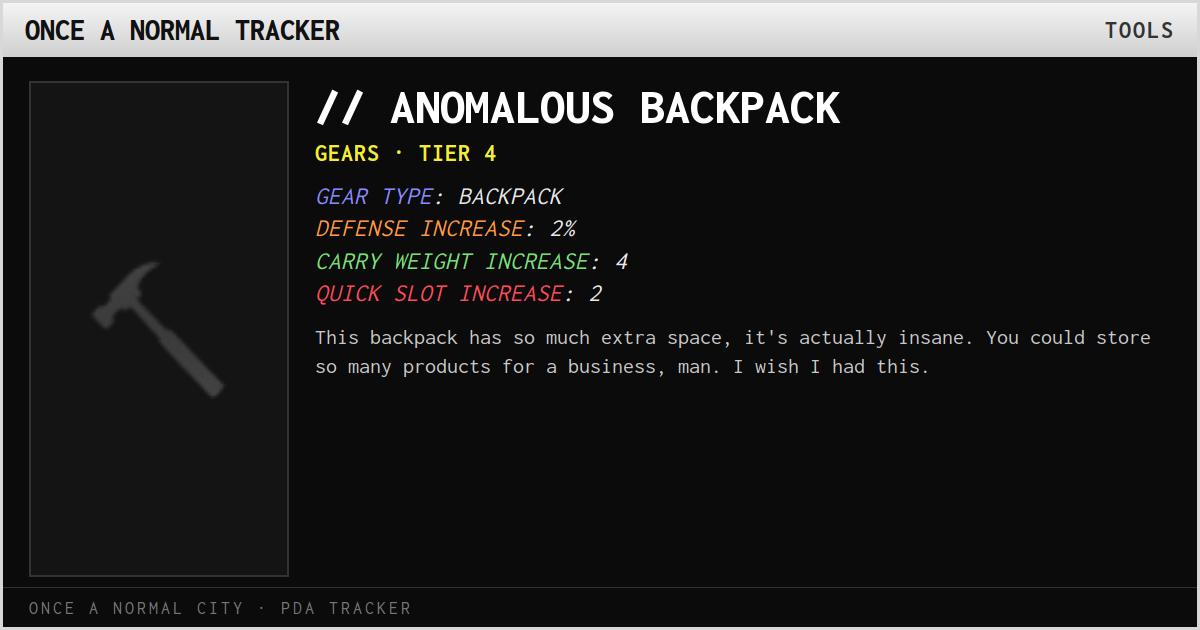 ONCE A NORMAL TRACKER
TOOLS
// ANOMALOUS BACKPACK
GEARS · TIER 4
GEAR TYPE: BACKPACK
DEFENSE INCREASE: 2%
CARRY WEIGHT INCREASE: 4
QUICK SLOT INCREASE: 2
This backpack has so much extra space, it's actually insane. You could store
so many products for a business, man. I wish I had this.
ONCE A NORMAL CITY · PDA TRACKER